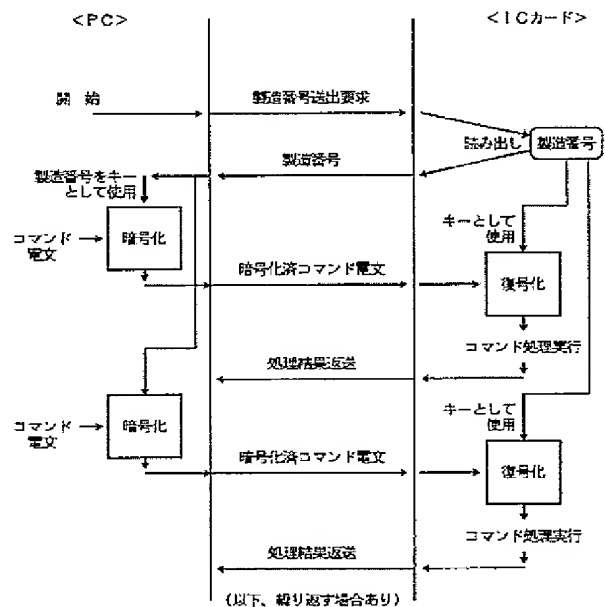 <PC>
<ICカード>
開 始
製造番号送出要求
読み出し
製造番号
製造番号
製造番号をキー
として使用
キーとして
使用
コマンド
電文
暗号化
暗号化済コマンド電文
復号化
コマンド処理実行
処理結果返送
キーとして
使用
コマンド
電文
暗号化
暗号化済コマンド電文
復号化
コマンド処理実行
処理結果返送
(以下、繰り返す場合あり)